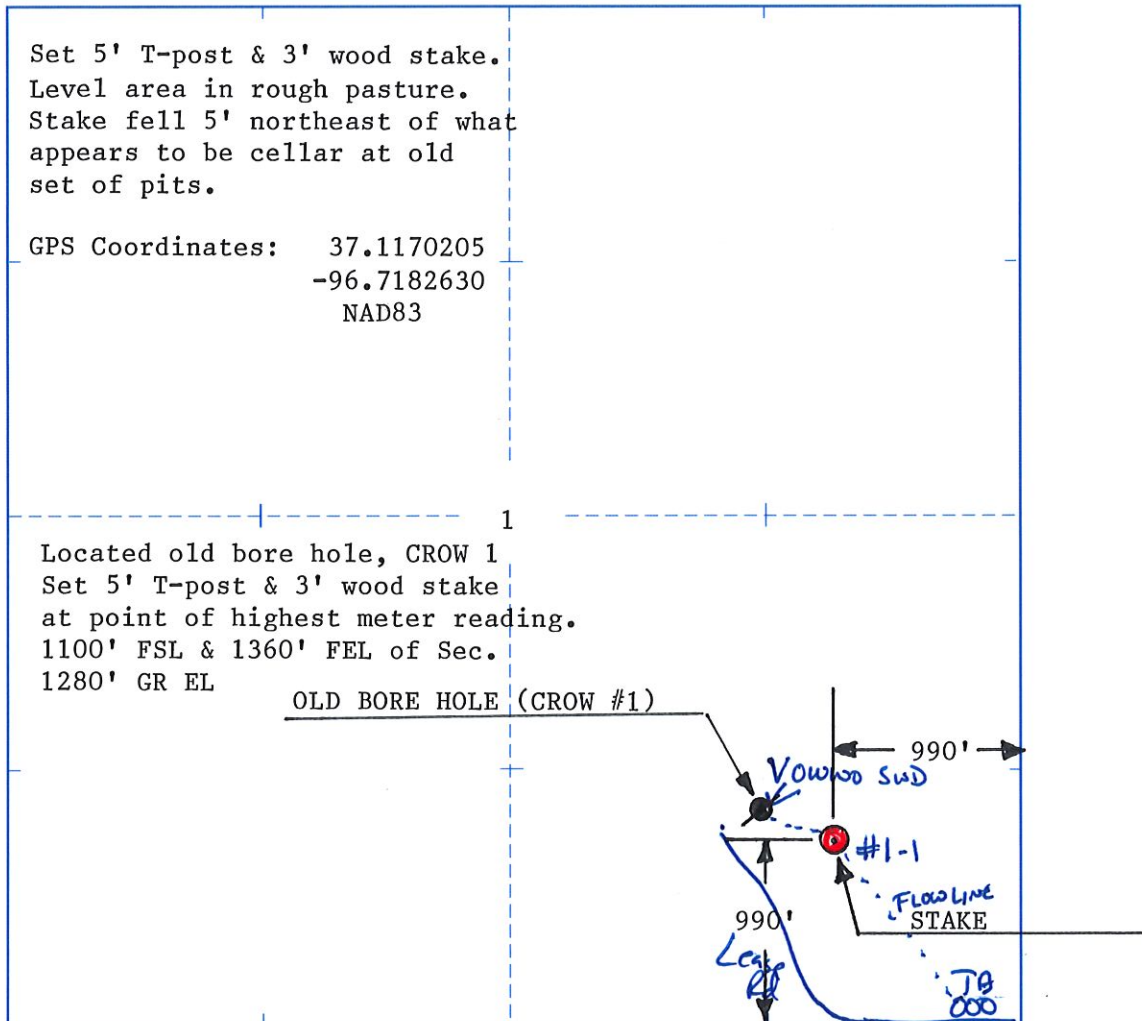 Set 5' T-post & 3' wood stake.
Level area in rough pasture.
Stake fell 5' northeast of what
appears to be cellar at old
set of pits.
GPS Coordinates: 37.1170205
-96.7182630
NAD83
1
Located old bore hole, CROW 1
Set 5' T-post & 3' wood stake
at point of highest meter reading.
1100' FSL & 1360' FEL of Sec.
1280' GR EL
OLD BORE HOLE (CROW #1)
990'
SWD
#1-1
FLOWLINE
STAKE
990'
Lease
Rd